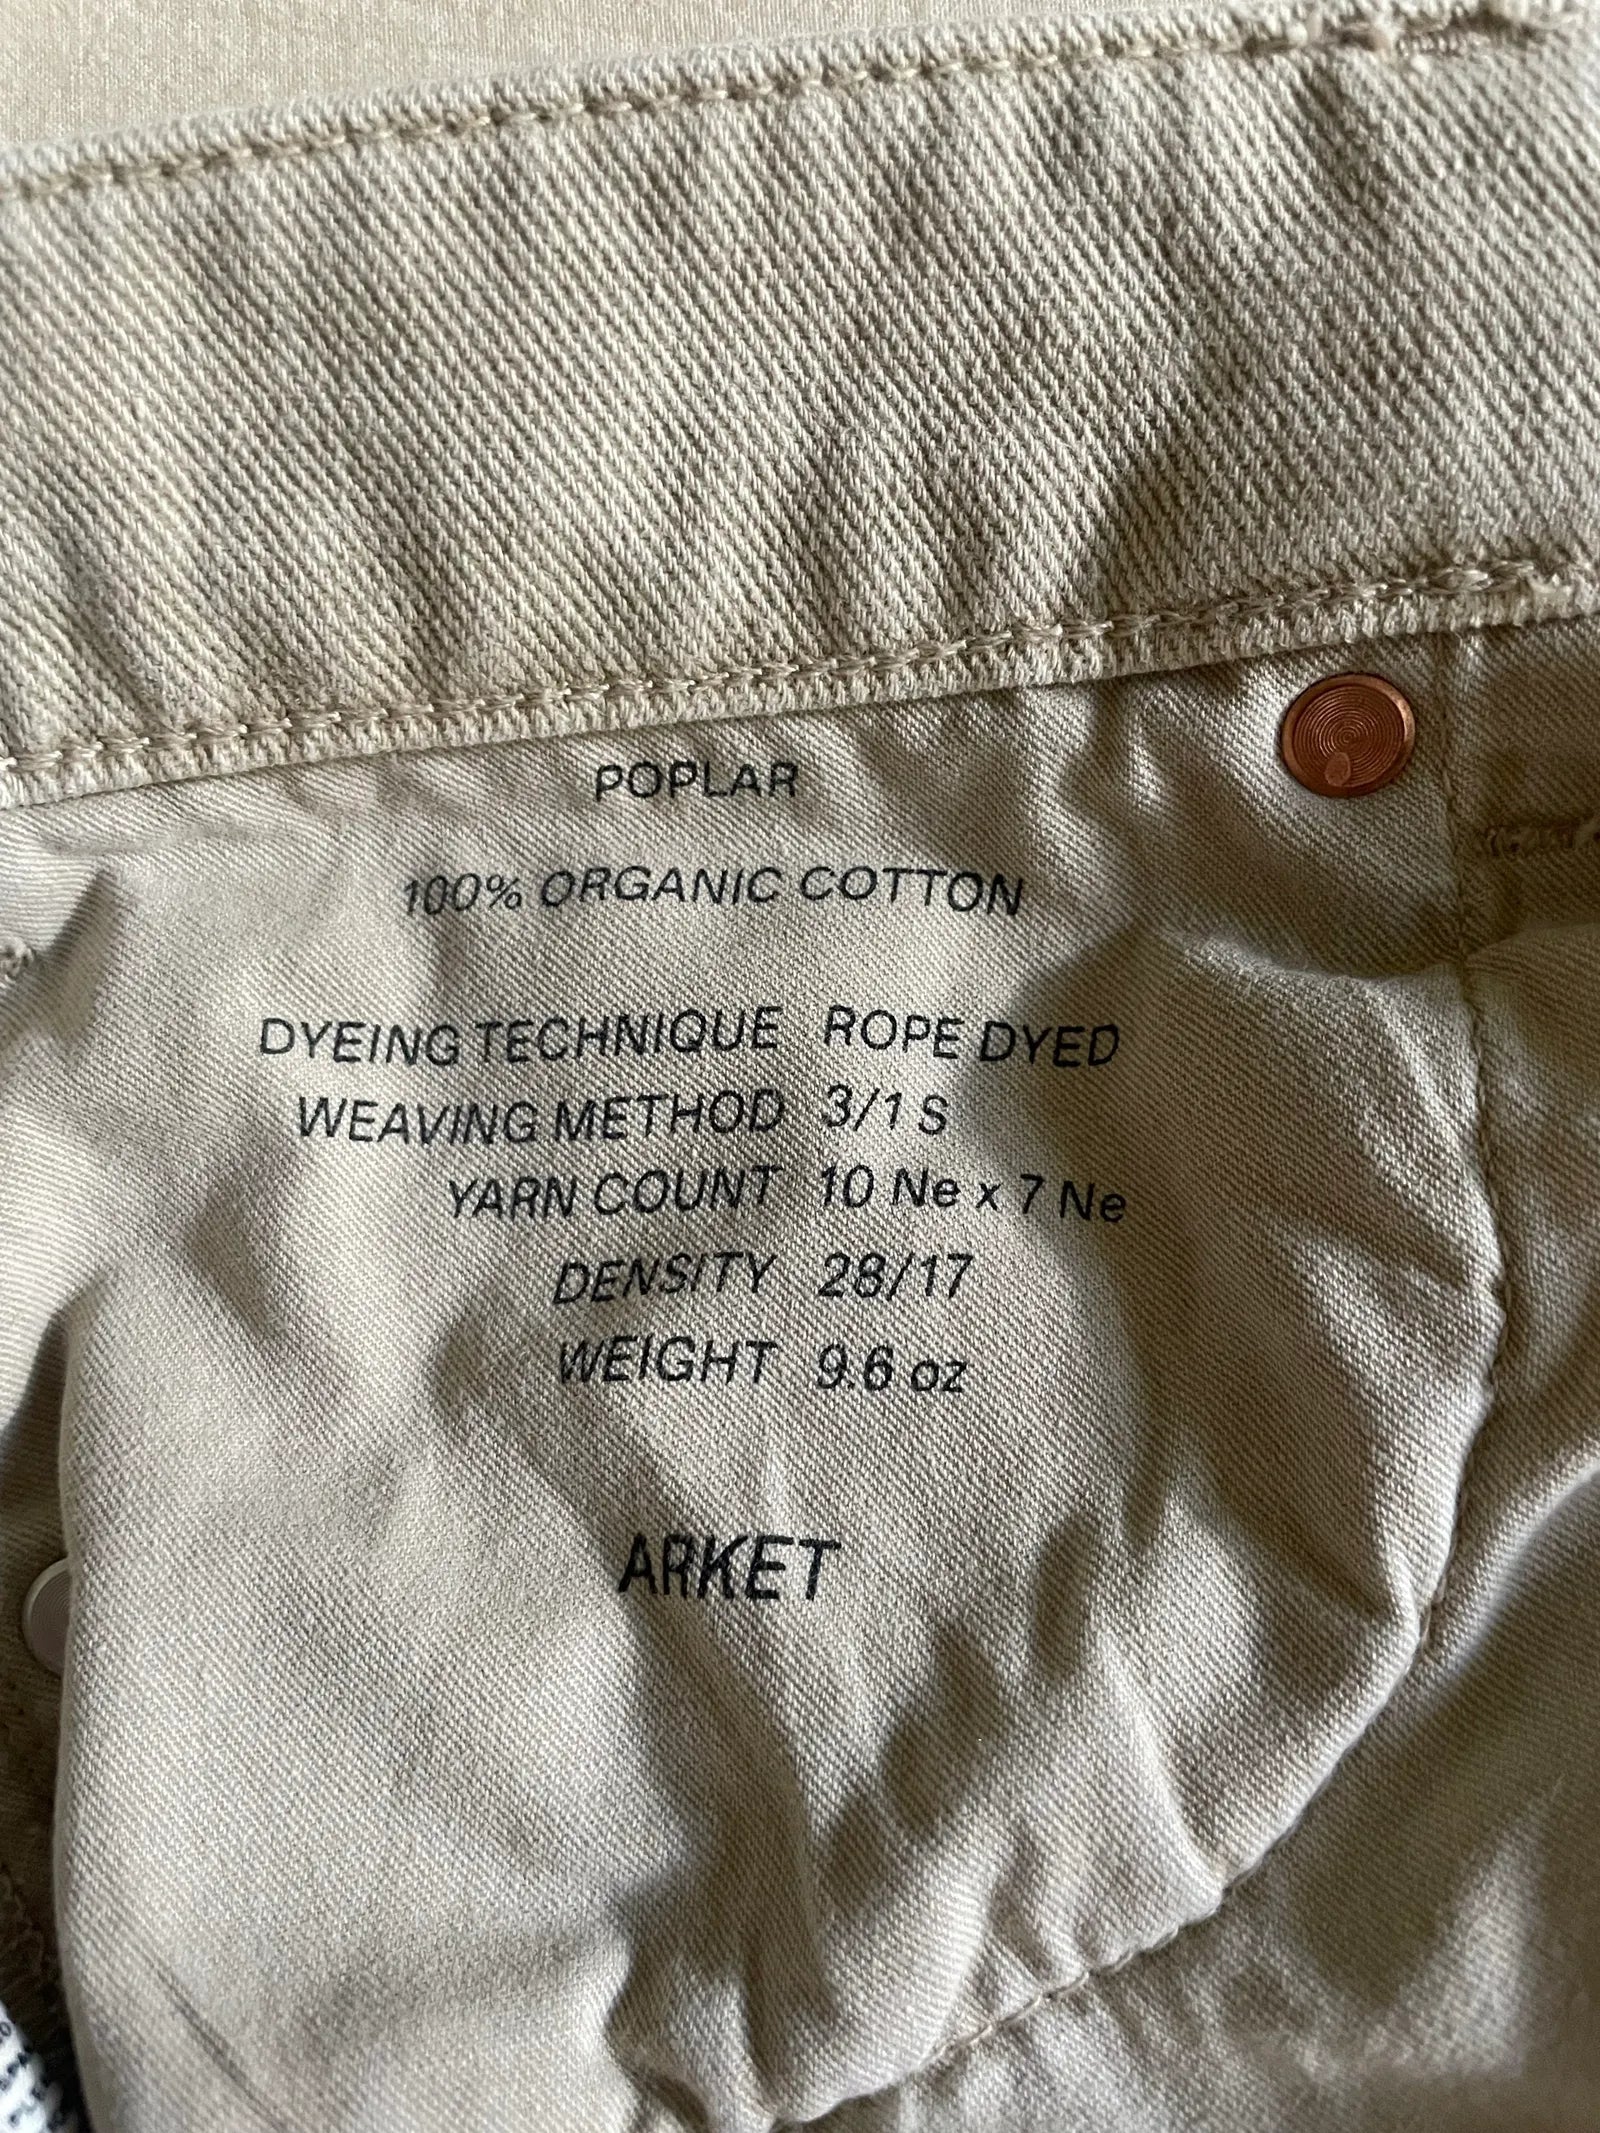 POPLAR
100% ORGANIC COTTON
DYEING TECHNIQUE ROPE DYED
WEAVING METHOD 3/1 S
YARN COUNT 10 Ne x 7 Ne
DENSITY 28/17
WEIGHT 9.6 oz
ARKET